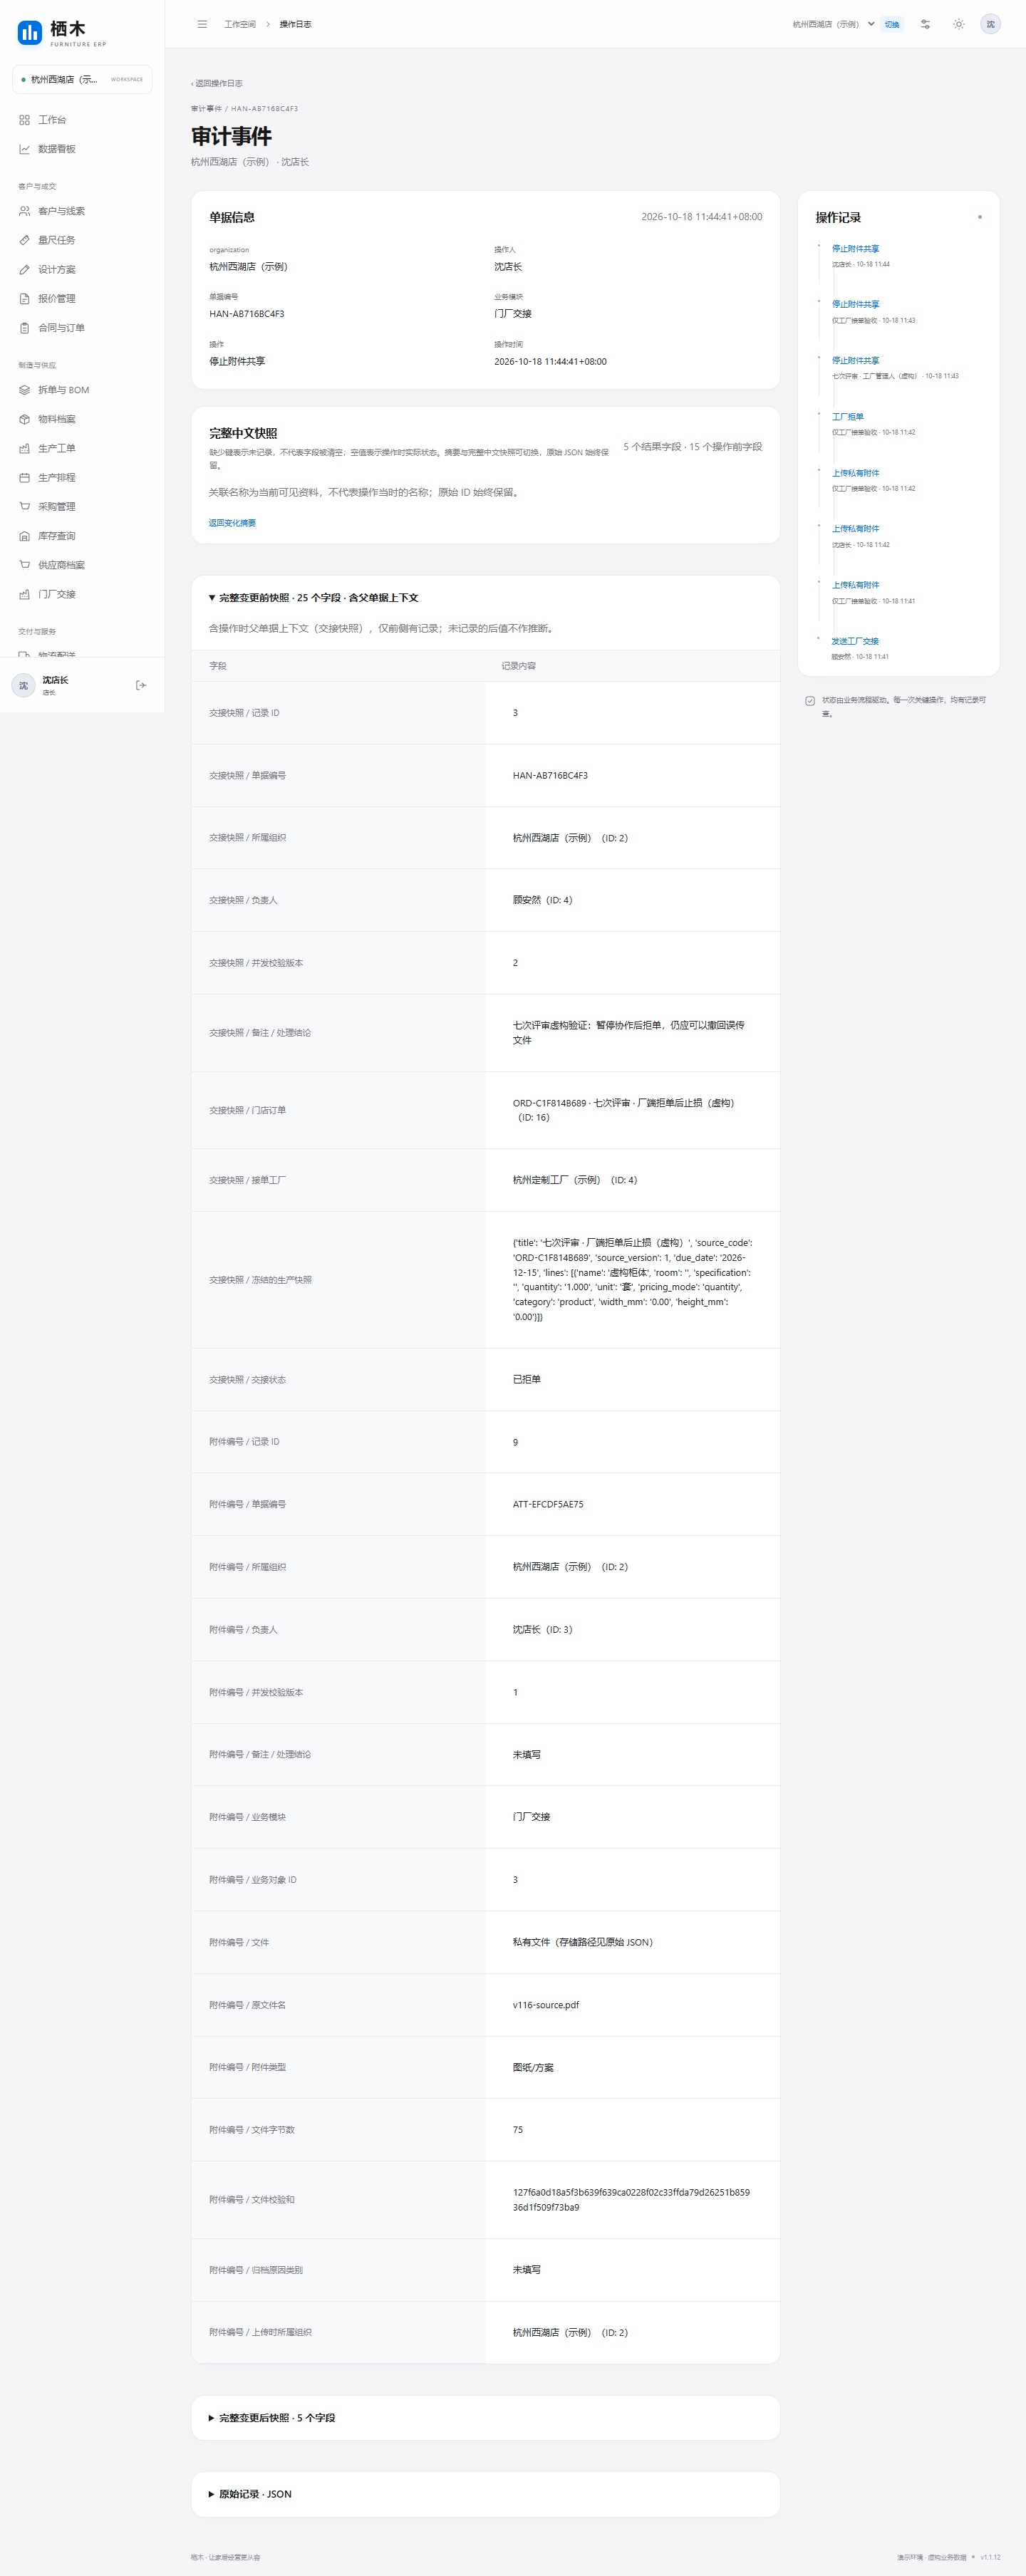 栖木
FURNITURE ERP
杭州西湖店（示... WORKSPACE
工作台
数据看板
客户与成交
客户与线索
量尺任务
设计方案
报价管理
合同与订单
制造与供应
拆单与 BOM
物料档案
生产工单
生产排程
采购管理
库存查询
供应商档案
门厂交接
交付与服务
物流配送
沈 沈店长
店长
工作空间 > 操作日志
杭州西湖店（示例） 切换 沈
‹ 返回操作日志
审计事件 / HAN-AB716BC4F3
审计事件
杭州西湖店（示例） · 沈店长
单据信息 2026-10-18 11:44:41+08:00
organization 操作人
杭州西湖店（示例） 沈店长
单据编号 业务模块
HAN-AB716BC4F3 门厂交接
操作 操作时间
停止附件共享 2026-10-18 11:44:41+08:00
完整中文快照
缺少键表示未记录，不代表字段被清空；空值表示操作时实际状态。摘要与完整中文快照可切换，原始 JSON 始终保
留。
5 个结果字段 · 15 个操作前字段
关联名称为当前可见资料，不代表操作当时的名称；原始 ID 始终保留。
返回变化摘要
▼ 完整变更前快照 · 25 个字段 · 含父单据上下文
含操作时父单据上下文（交接快照），仅前侧有记录；未记录的后值不作推断。
字段 记录内容
交接快照 / 记录 ID 3
交接快照 / 单据编号 HAN-AB716BC4F3
交接快照 / 所属组织 杭州西湖店（示例）（ID: 2）
交接快照 / 负责人 顾安然（ID: 4）
交接快照 / 并发校验版本 2
交接快照 / 备注 / 处理结论 七次评审虚构验证：暂停协作后拒单，仍应可以撤回误传
文件
交接快照 / 门店订单 ORD-C1F814B689 · 七次评审 · 厂端拒单后止损（虚构）
（ID: 16）
交接快照 / 接单工厂 杭州定制工厂（示例）（ID: 4）
交接快照 / 冻结的生产快照 {'title': '七次评审 · 厂端拒单后止损（虚构）', 'source_code':
'ORD-C1F814B689', 'source_version': 1, 'due_date': '2026-
12-15', 'lines': [{'name': '虚构柜体', 'room': '', 'specification':
'', 'quantity': '1.000', 'unit': '套', 'pricing_mode': 'quantity',
'category': 'product', 'width_mm': '0.00', 'height_mm':
'0.00'}]}
交接快照 / 交接状态 已拒单
附件编号 / 记录 ID 9
附件编号 / 单据编号 ATT-EFCDF5AE75
附件编号 / 所属组织 杭州西湖店（示例）（ID: 2）
附件编号 / 负责人 沈店长（ID: 3）
附件编号 / 并发校验版本 1
附件编号 / 备注 / 处理结论 未填写
附件编号 / 业务模块 门厂交接
附件编号 / 业务对象 ID 3
附件编号 / 文件 私有文件（存储路径见原始 JSON）
附件编号 / 原文件名 v116-source.pdf
附件编号 / 附件类型 图纸/方案
附件编号 / 文件字节数 75
附件编号 / 文件校验和 127f6a0d18a5f3b639f639ca0228f02c33ffda79d26251b859
36d1f509f73ba9
附件编号 / 归档原因类别 未填写
附件编号 / 上传时所属组织 杭州西湖店（示例）（ID: 2）
▶ 完整变更后快照 · 5 个字段
▶ 原始记录 · JSON
操作记录
停止附件共享
沈店长 · 10-18 11:44
停止附件共享
仅工厂接单验收 · 10-18 11:43
停止附件共享
七次评审 · 工厂管理人（虚构） · 10-18 11:43
工厂拒单
仅工厂接单验收 · 10-18 11:42
上传私有附件
仅工厂接单验收 · 10-18 11:42
上传私有附件
沈店长 · 10-18 11:42
上传私有附件
仅工厂接单验收 · 10-18 11:41
发送工厂交接
顾安然 · 10-18 11:41
状态由业务流程驱动。每一次关键操作，均有记录可
查。
栖木 · 让家居经营更从容
演示环境 · 虚构业务数据 v1.1.12